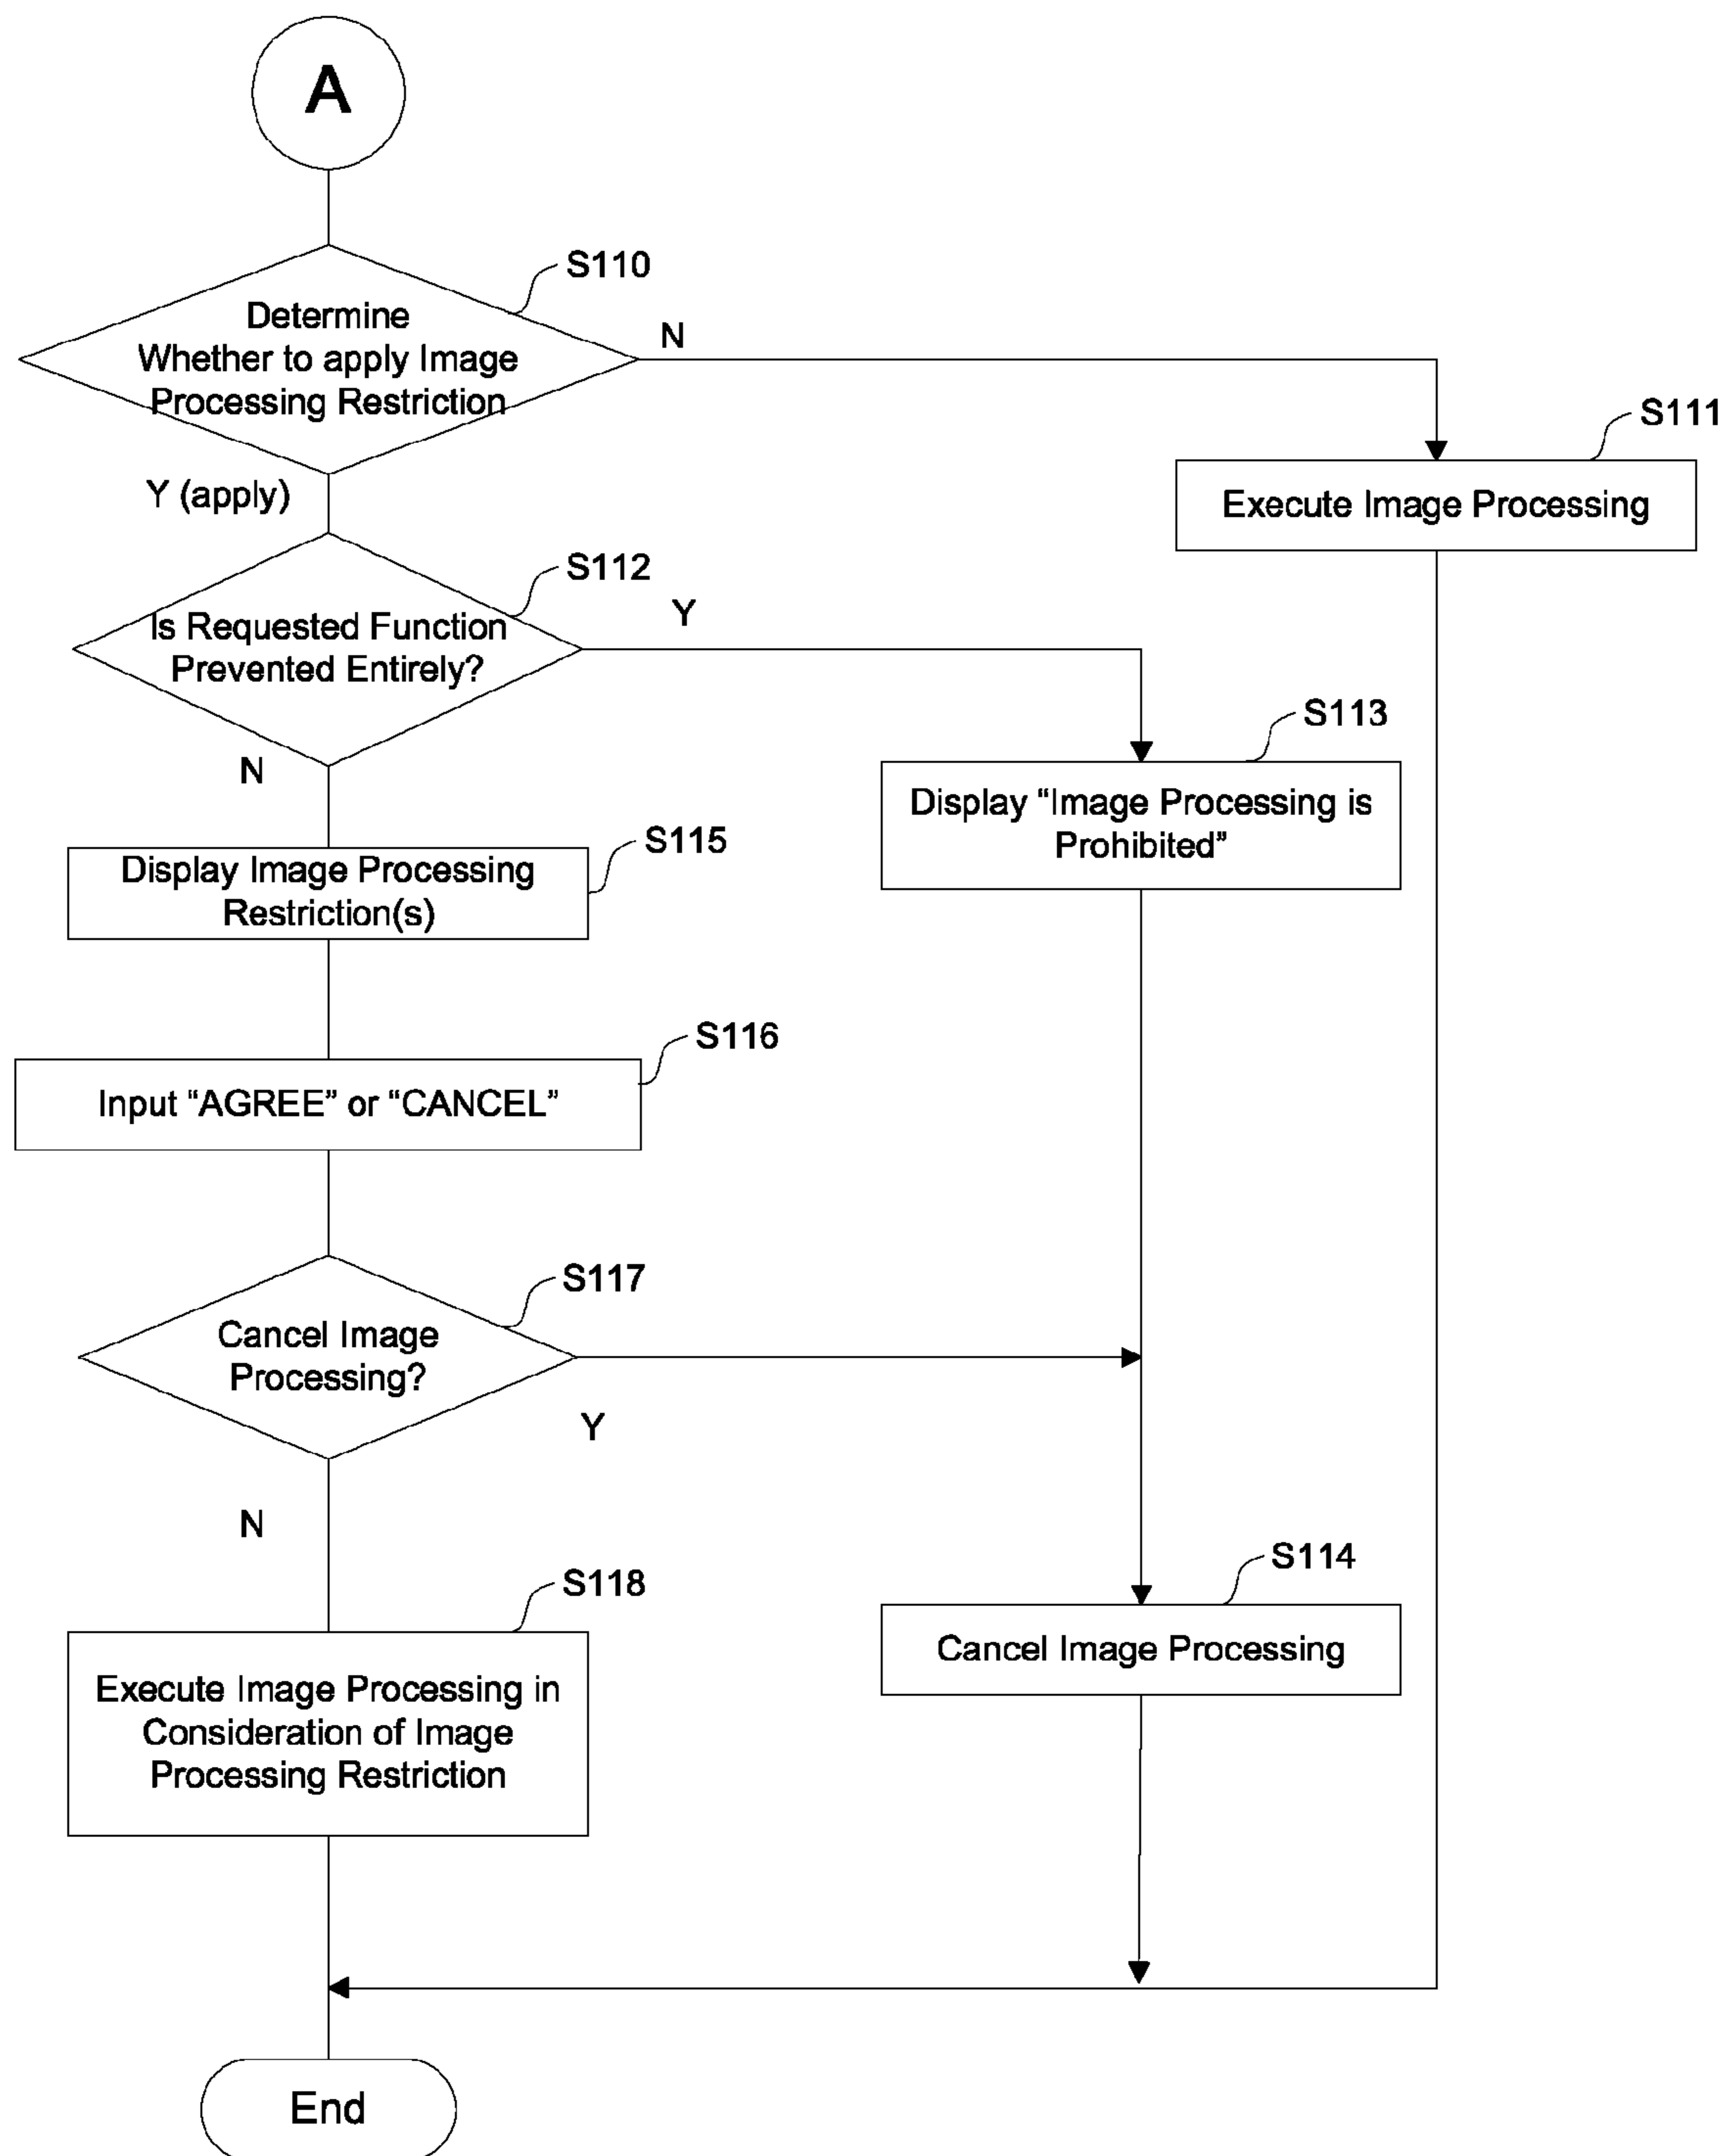 A
S110
Determine
Whether to apply Image
Processing Restriction
N
S111
Execute Image Processing
Y (apply)
S112
Is Requested Function
Prevented Entirely?
Y
S113
Display “Image Processing is
Prohibited”
N
S115
Display Image Processing
Restriction(s)
S116
Input “AGREE” or “CANCEL”
S117
Cancel Image
Processing?
Y
N
S114
Cancel Image Processing
S118
Execute Image Processing in
Consideration of Image
Processing Restriction
End